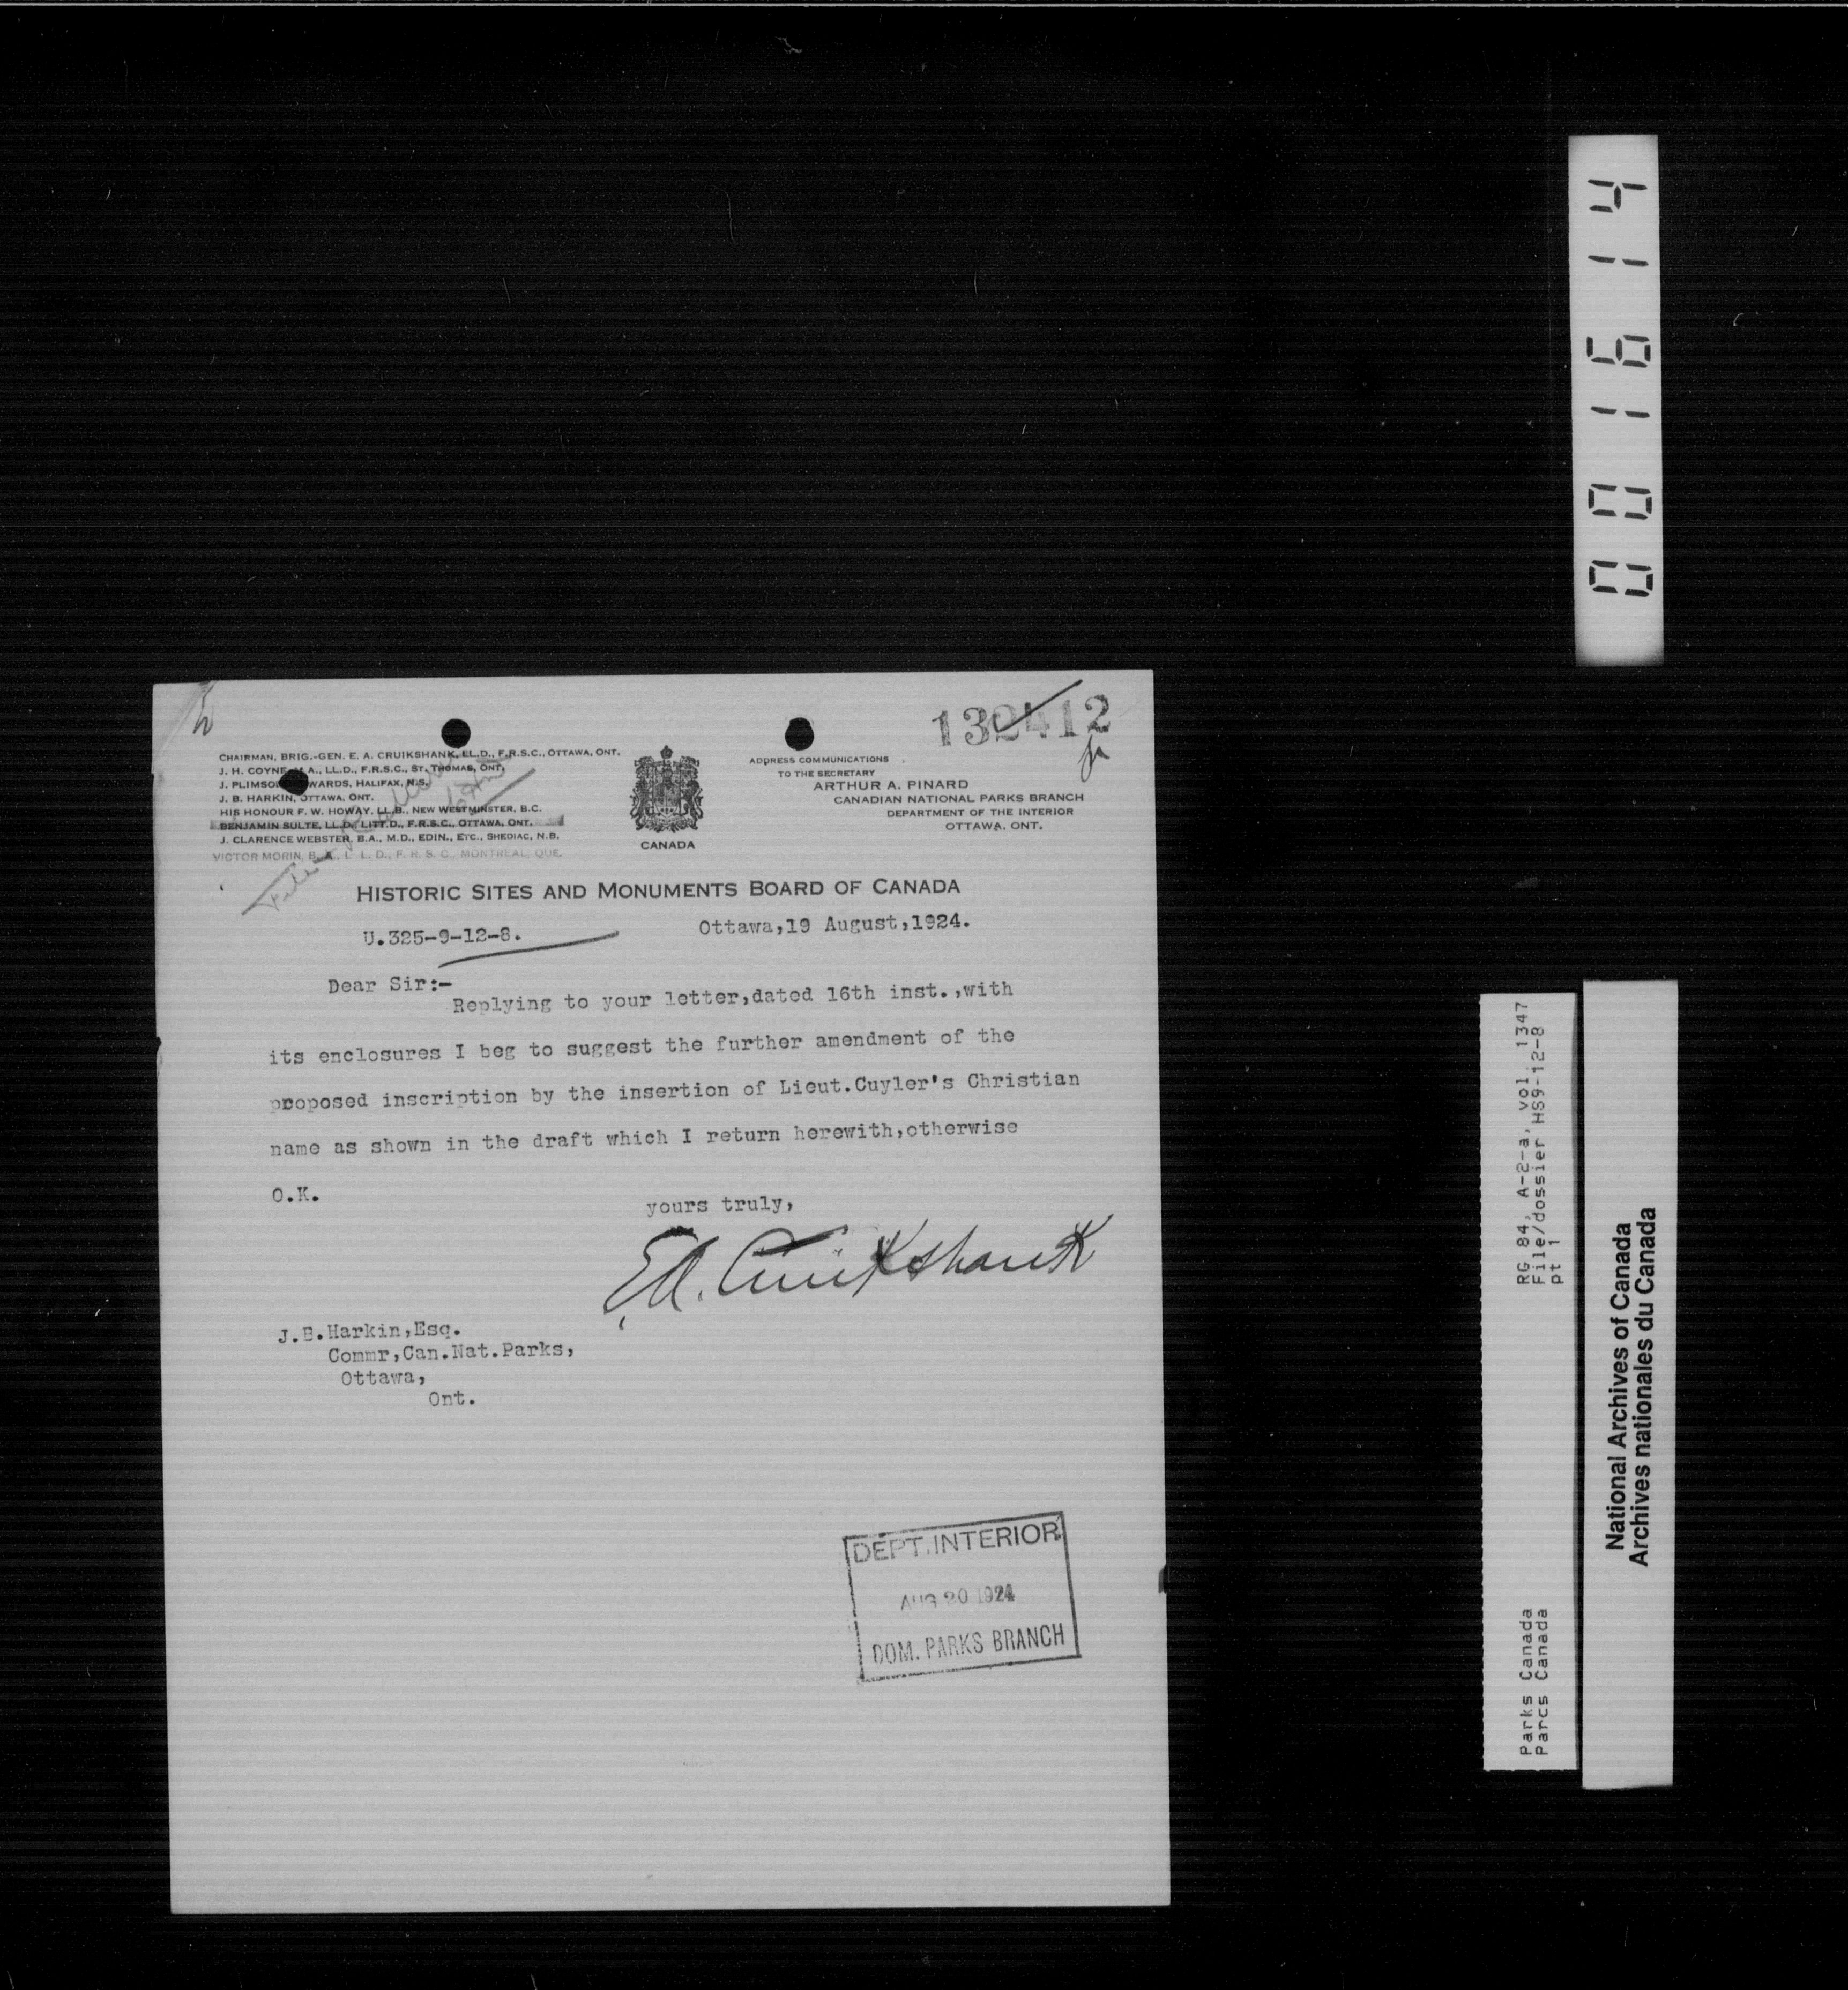 132412
CHAIRMAN, BRIG.-GEN. E. A. CRUIKSHANK, LL.D., F.R.S.C., OTTAWA, ONT.
J. H. COYNE, M.A., LL.D., F.R.S.C., ST. THOMAS, ONT.
J. PLIMSOLL EDWARDS, HALIFAX, N.S.
J. B. HARKIN, OTTAWA, ONT.
HIS HONOUR F. W. HOWAY, LL.B., NEW WESTMINSTER, B.C.
BENJAMIN SULTE, LL.D., LITT.D., F.R.S.C., OTTAWA, ONT.
J. CLARENCE WEBSTER, B.A., M.D., EDIN., ETC., SHEDIAC, N.B.
VICTOR MORIN, B. A., L. L. D., F. R. S. C., MONTREAL, QUE.
CANADA
ADDRESS COMMUNICATIONS
TO THE SECRETARY
ARTHUR A. PINARD
CANADIAN NATIONAL PARKS BRANCH
DEPARTMENT OF THE INTERIOR
OTTAWA, ONT.
HISTORIC SITES AND MONUMENTS BOARD OF CANADA
U.325-9-12-8.
Ottawa,19 August,1924.
Dear Sir:-
Replying to your letter,dated 16th inst.,with
its enclosures I beg to suggest the further amendment of the
proposed inscription by the insertion of Lieut.Cuyler's Christian
name as shown in the draft which I return herewith,otherwise
O.K.
yours truly,
E.A. Cruikshank
J.B.Harkin,Esq.
Commr,Can.Nat.Parks,
Ottawa,
Ont.
DEPT. INTERIOR
AUG 20 1924
DOM. PARKS BRANCH
001614
RG 84, A-2-a, vol. 1347
File/dossier HS9-12-8
pt 1
Parks Canada
Parcs Canada
National Archives of Canada
Archives nationales du Canada